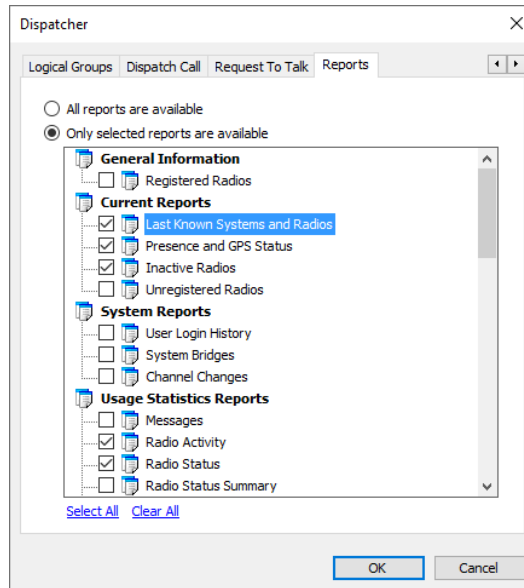 Dispatcher
Logical Groups Dispatch Call Request To Talk Reports
All reports are available
Only selected reports are available
General Information
Registered Radios
Current Reports
Last Known Systems and Radios
Presence and GPS Status
Inactive Radios
Unregistered Radios
System Reports
User Login History
System Bridges
Channel Changes
Usage Statistics Reports
Messages
Radio Activity
Radio Status
Radio Status Summary
Select All Clear All
OK Cancel